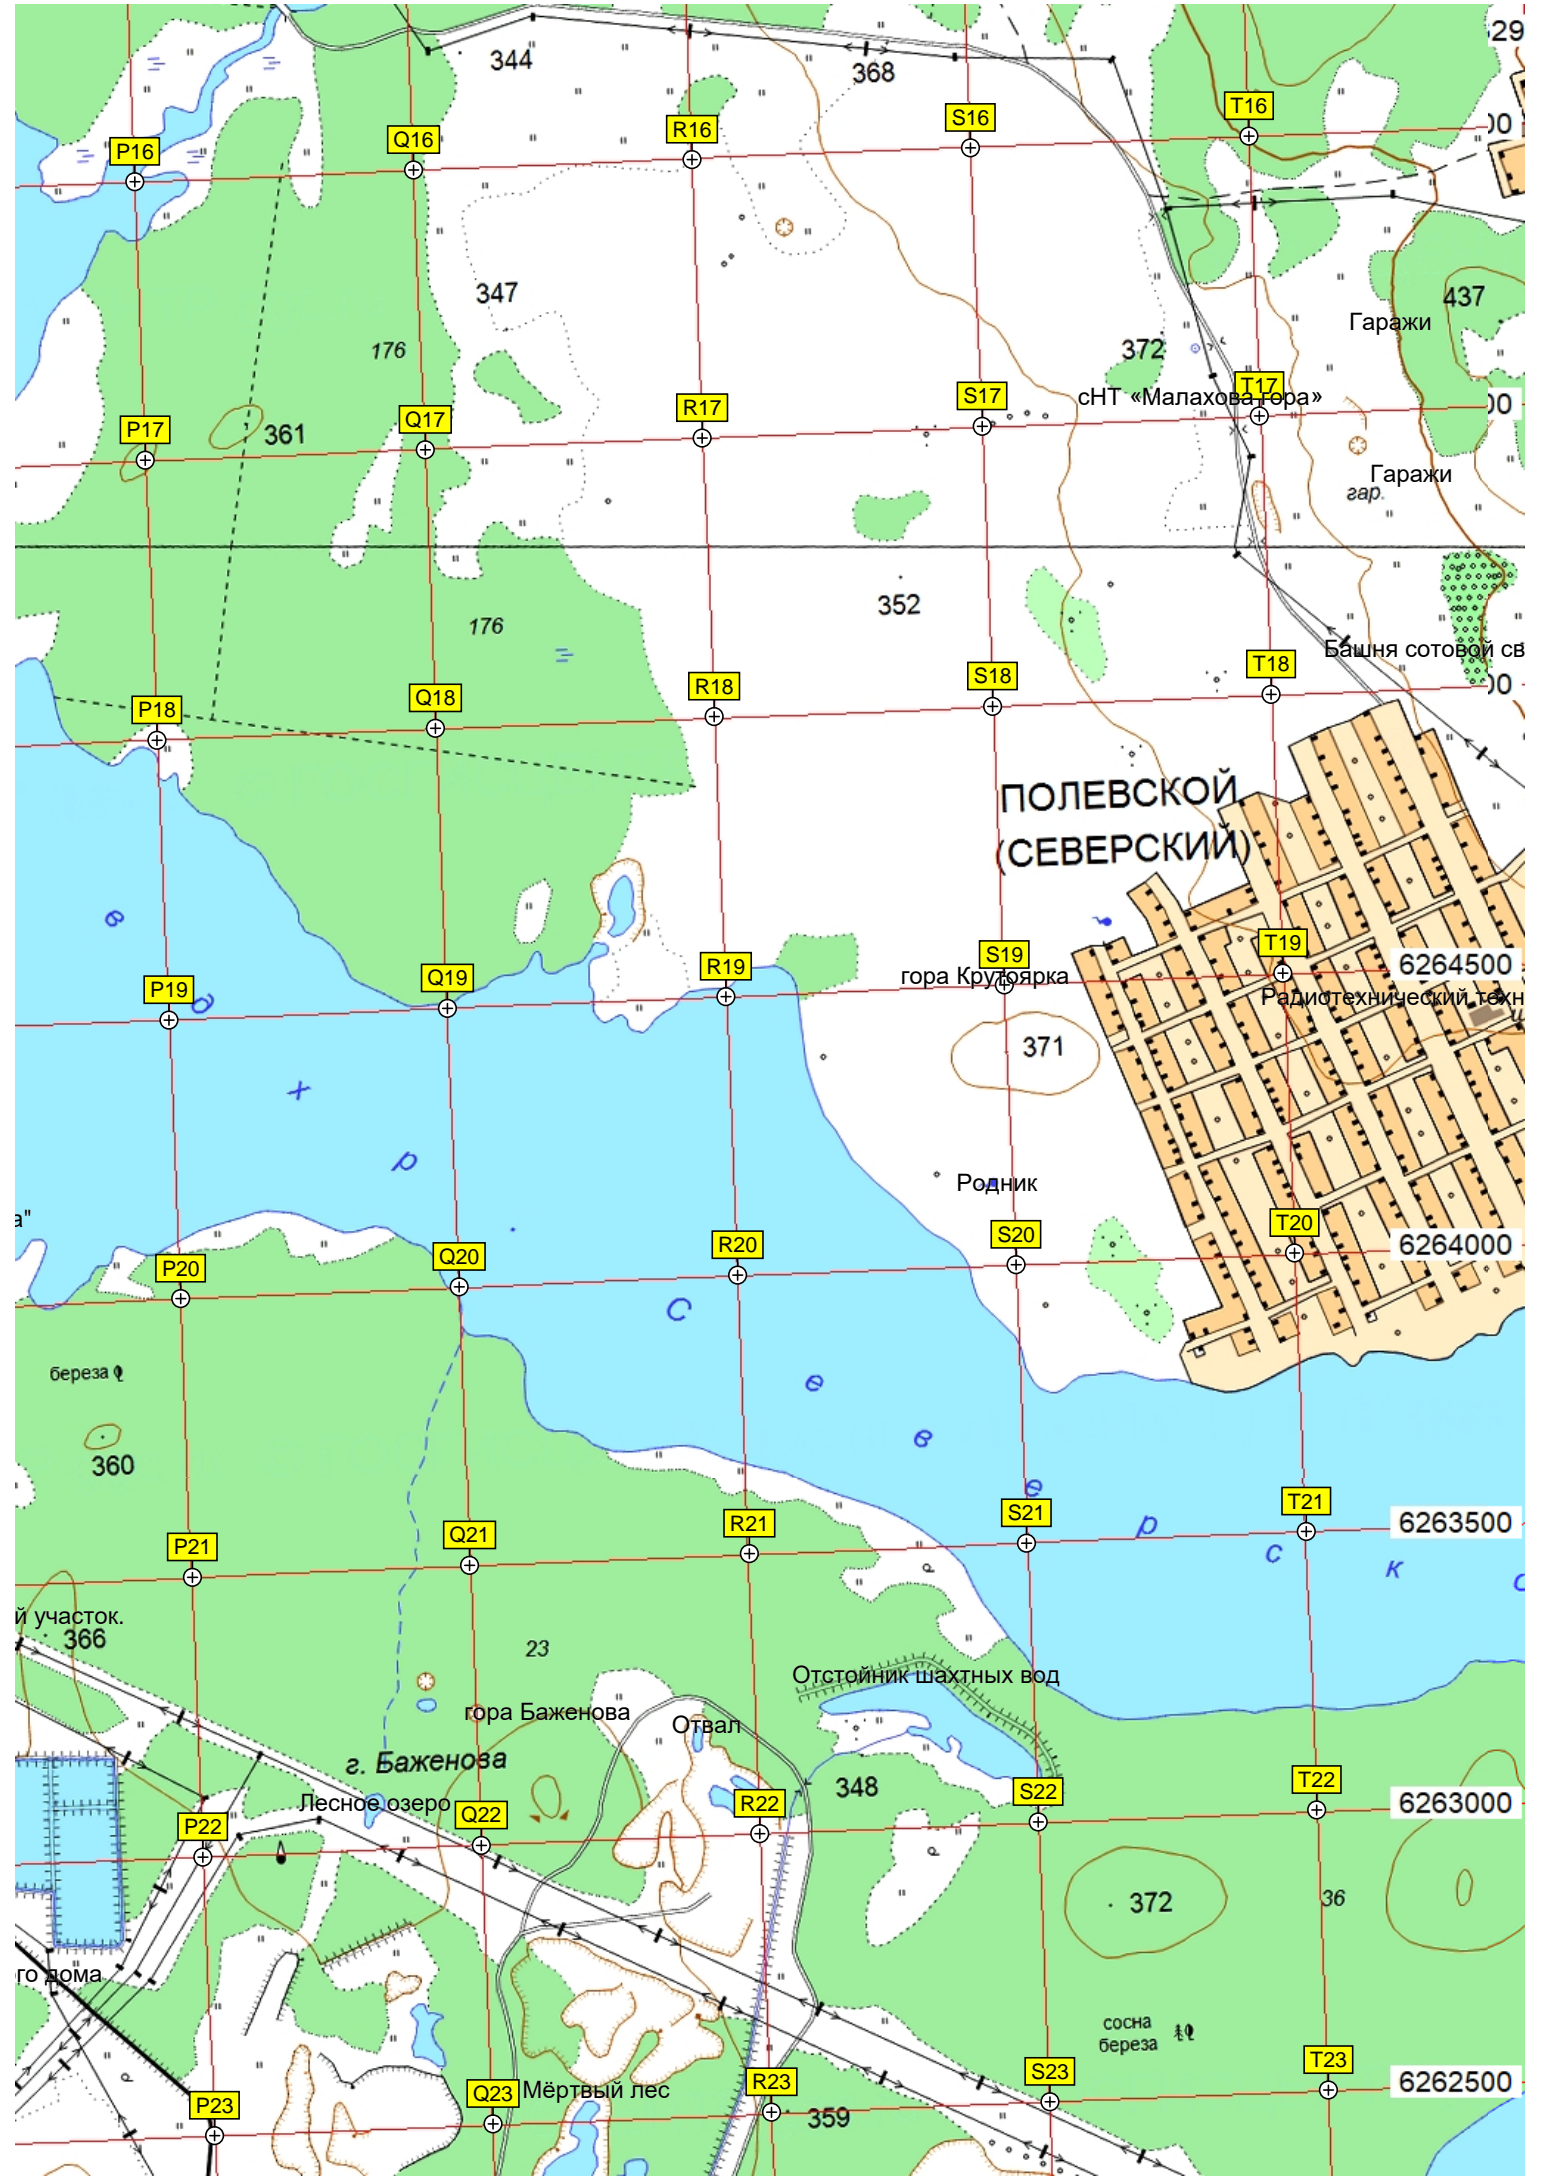 29
344
368
T16
S16
00
R16
Q16
P16
347
437
Гаражи
176
372
T17
S17
сНТ «Малахова гора»
00
R17
Q17
P17
361
Гаражи
гар.
352
176
Башня сотовой св
T18
00
S18
R18
Q18
P18
ПОЛЕВСКОЙ
(СЕВЕРСКИЙ)
в
T19
S19
6264500
R19
гора Крутоярка
Q19
P19
Радиотехнический техн
д
371
х
р
Родник
а"
T20
S20
6264000
R20
Q20
P20
С
береза
е
в
360
е
T21
S21
6263500
R21
р
Q21
P21
с
к
о
й участок.
366
23
Отстойник шахтных вод
гора Баженова
Отвал
г. Баженова
348
T22
S22
Лесное озеро
R22
6263000
Q22
P22
372
36
го дома
сосна
береза
T23
S23
6262500
R23
Q23
Мёртвый лес
P23
359